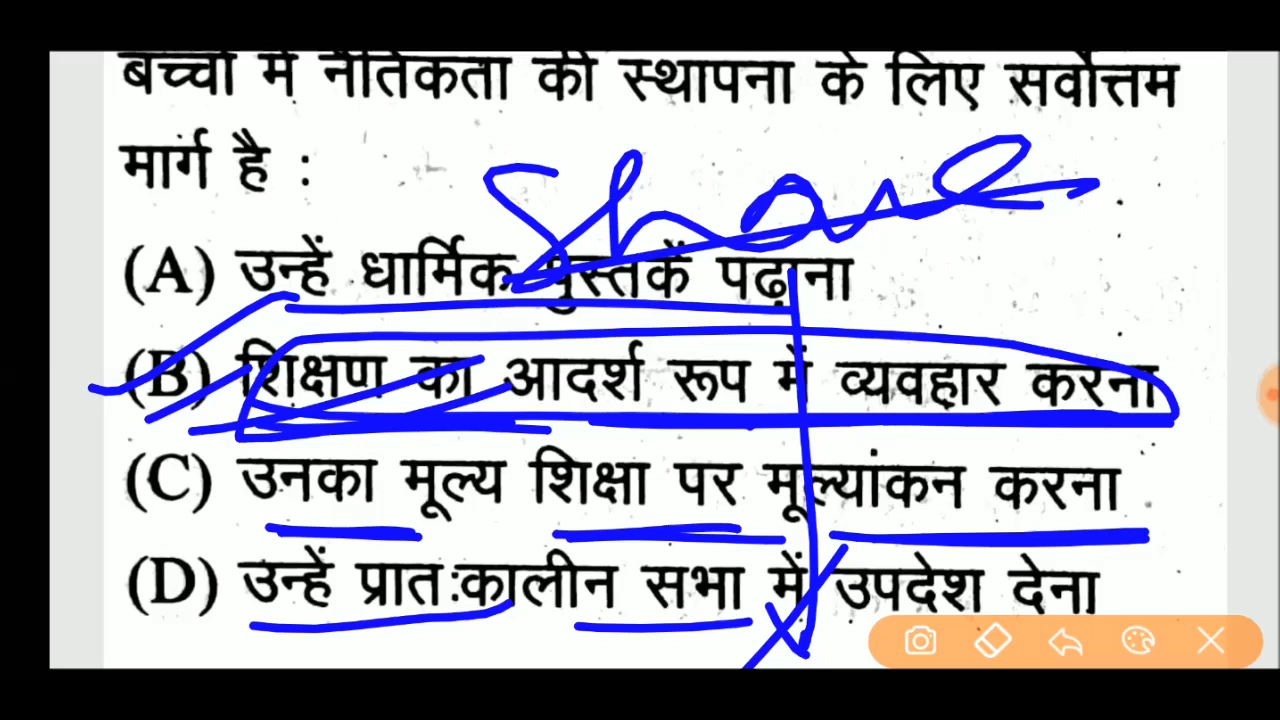 बच्चों में नैतिकता की स्थापना के लिए सर्वोत्तम
मार्ग है :
Share
(A) उन्हें धार्मिक पुस्तकें पढ़ाना
(B) शिक्षण का आदर्श रूप में व्यवहार करना
(C) उनका मूल्य शिक्षा पर मूल्यांकन करना
(D) उन्हें प्रातःकालीन सभा में उपदेश देना